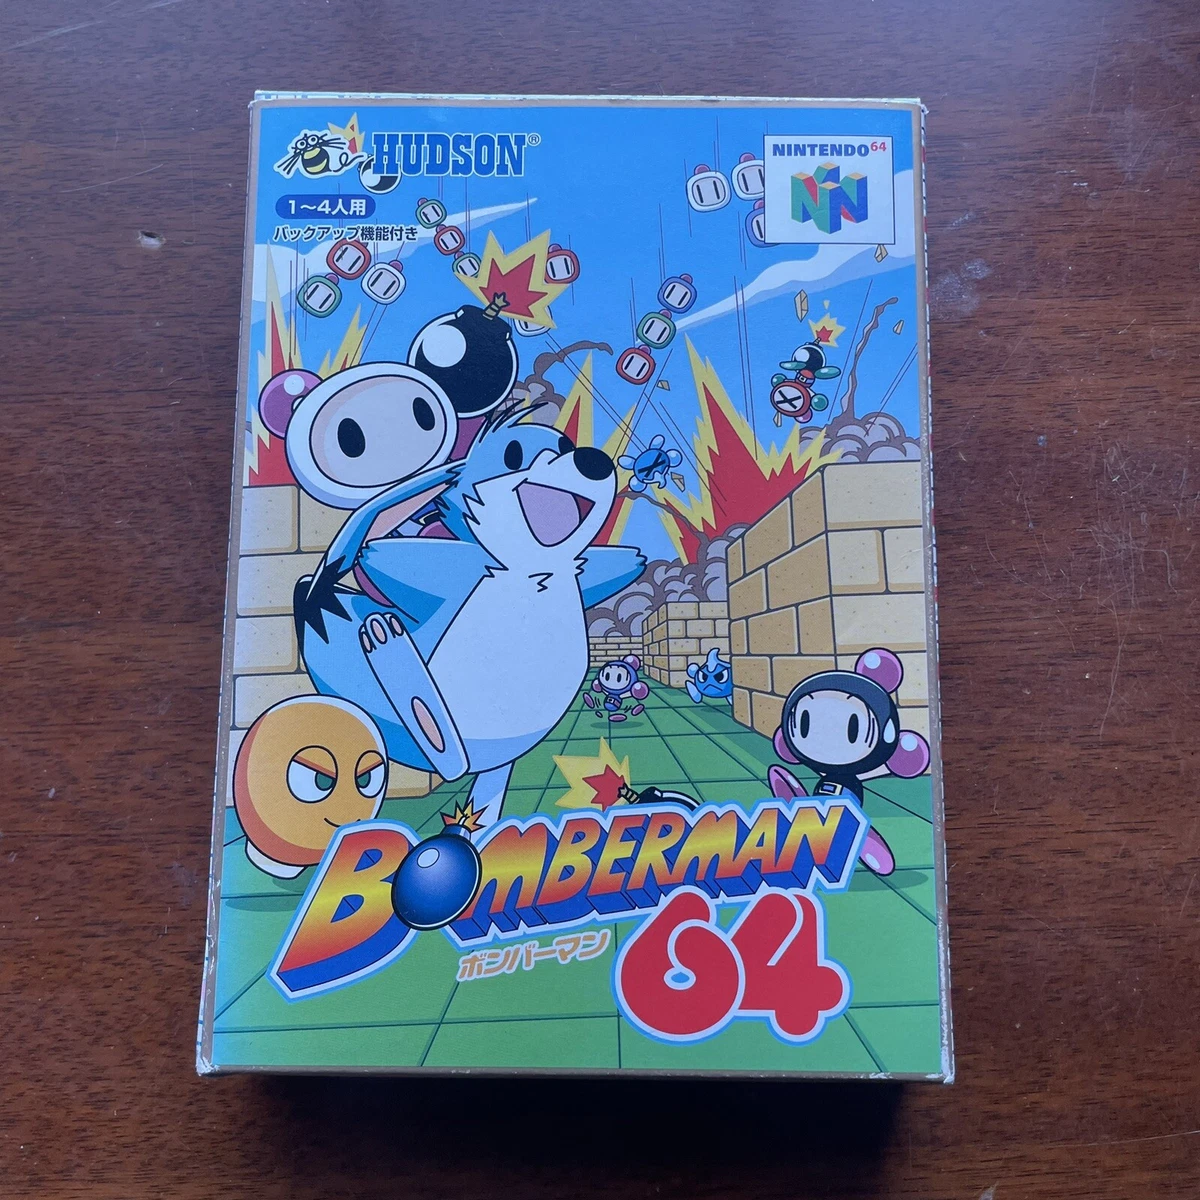 HUDSON®
NINTENDO64
1～4人用
バックアップ機能付き
BOMBERMAN
ボンバーマン
64